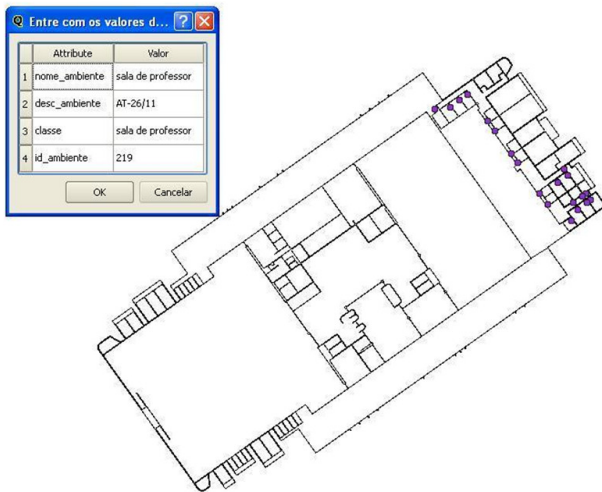 Entre com os valores d...
Attribute Valor
1 nome_ambiente sala de professor
2 desc_ambiente AT-26/11
3 classe sala de professor
4 id_ambiente 219
OK Cancelar